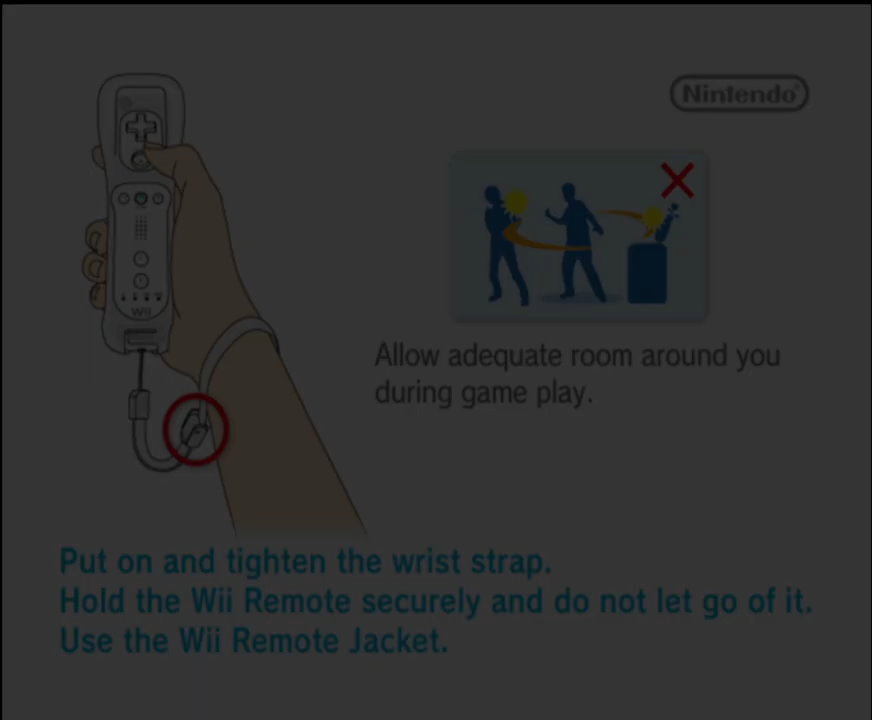 Nintendo®
Wii
Allow adequate room around you
during game play.
Put on and tighten the wrist strap.
Hold the Wii Remote securely and do not let go of it.
Use the Wii Remote Jacket.